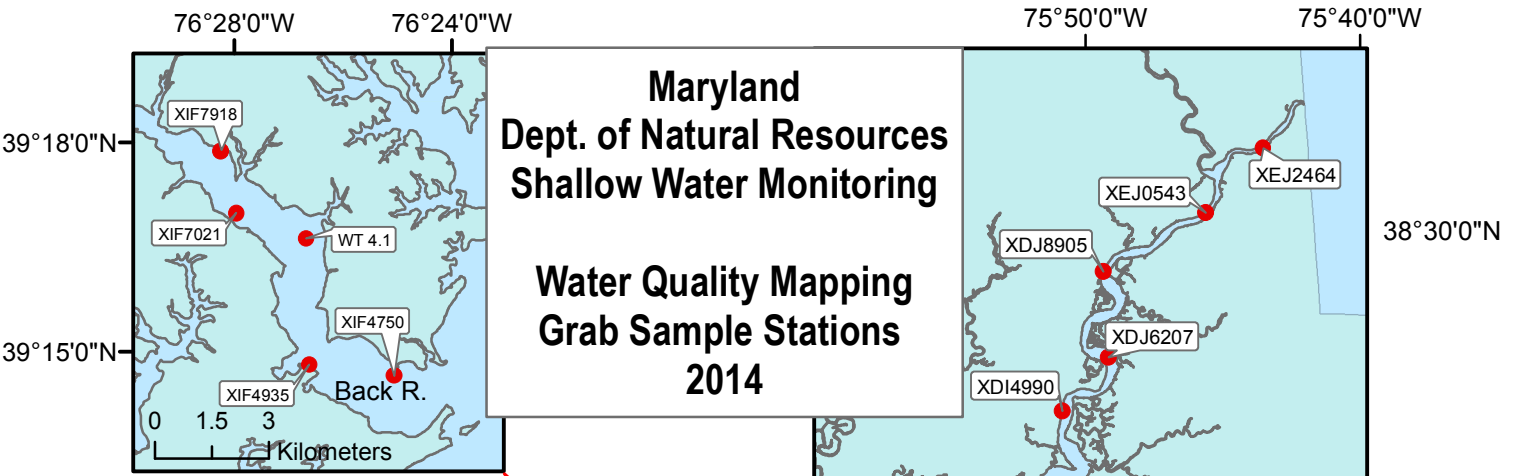 76°28'0"W
76°24'0"W
39°18'0"N
39°15'0"N
XIF7918
XIF7021
WT 4.1
XIF4750
XIF4935
Back R.
0 1.5 3
Kilometers
Maryland
Dept. of Natural Resources
Shallow Water Monitoring
Water Quality Mapping
Grab Sample Stations
2014
75°50'0"W
75°40'0"W
38°30'0"N
XEJ2464
XEJ0543
XDJ8905
XDJ6207
XDI4990